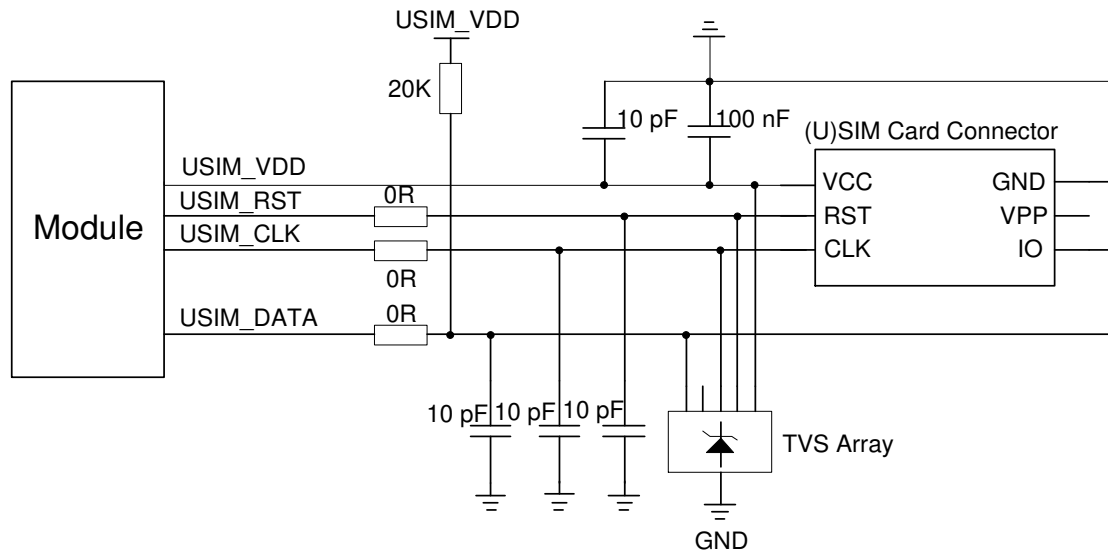 USIM_VDD
20K
10 pF
100 nF
(U)SIM Card Connector
Module
USIM_VDD
USIM_RST
0R
USIM_CLK
0R
USIM_DATA
0R
VCC
GND
RST
VPP
CLK
IO
10 pF
10 pF
10 pF
TVS Array
GND